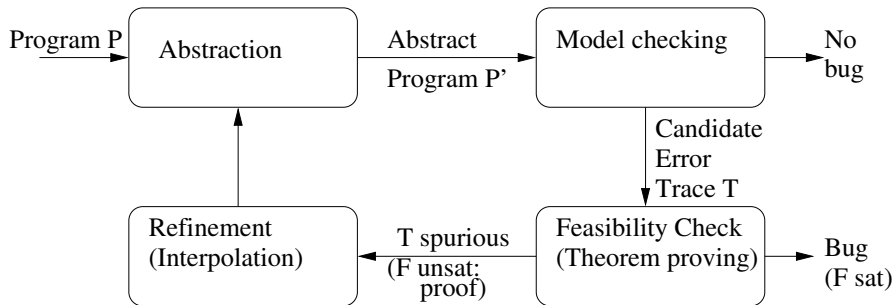 Program P
Abstraction
Abstract
Program P'
Model checking
No
bug
Candidate
Error
Trace T
Refinement
(Interpolation)
T spurious
(F unsat:
proof)
Feasibility Check
(Theorem proving)
Bug
(F sat)